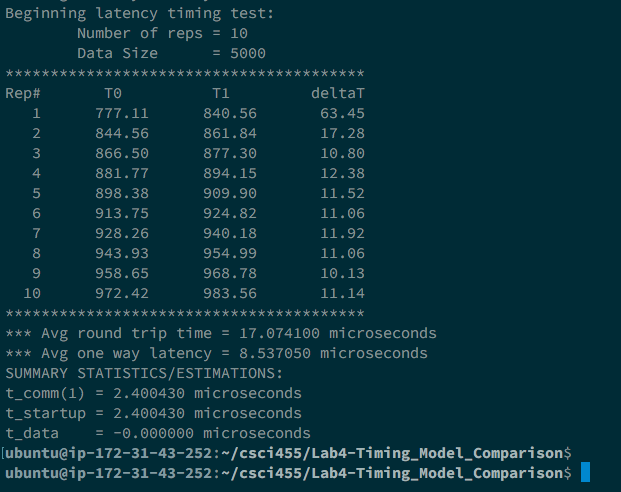 Beginning latency timing test:
        Number of reps = 10
        Data Size      = 5000
****************************************
Rep#       T0          T1         deltaT
   1      777.11      840.56       63.45
   2      844.56      861.84       17.28
   3      866.50      877.30       10.80
   4      881.77      894.15       12.38
   5      898.38      909.90       11.52
   6      913.75      924.82       11.06
   7      928.26      940.18       11.92
   8      943.93      954.99       11.06
   9      958.65      968.78       10.13
  10      972.42      983.56       11.14
****************************************
*** Avg round trip time = 17.074100 microseconds
*** Avg one way latency = 8.537050 microseconds
SUMMARY STATISTICS/ESTIMATIONS:
t_comm(1) = 2.400430 microseconds
t_startup = 2.400430 microseconds
t_data    = -0.000000 microseconds
ubuntu@ip-172-31-43-252:~/csci455/Lab4-Timing_Model_Comparison$
ubuntu@ip-172-31-43-252:~/csci455/Lab4-Timing_Model_Comparison$